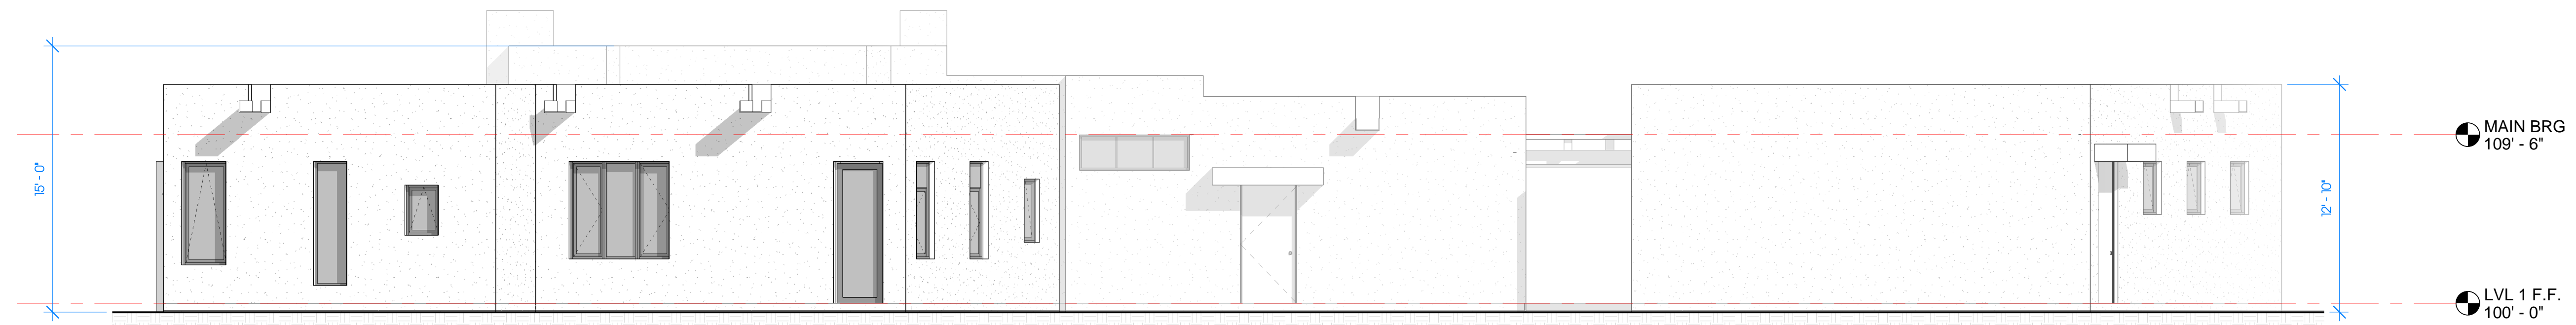 15' - 0"
MAIN BRG
109' - 6"
12' - 10"
LVL 1 F.F.
100' - 0"